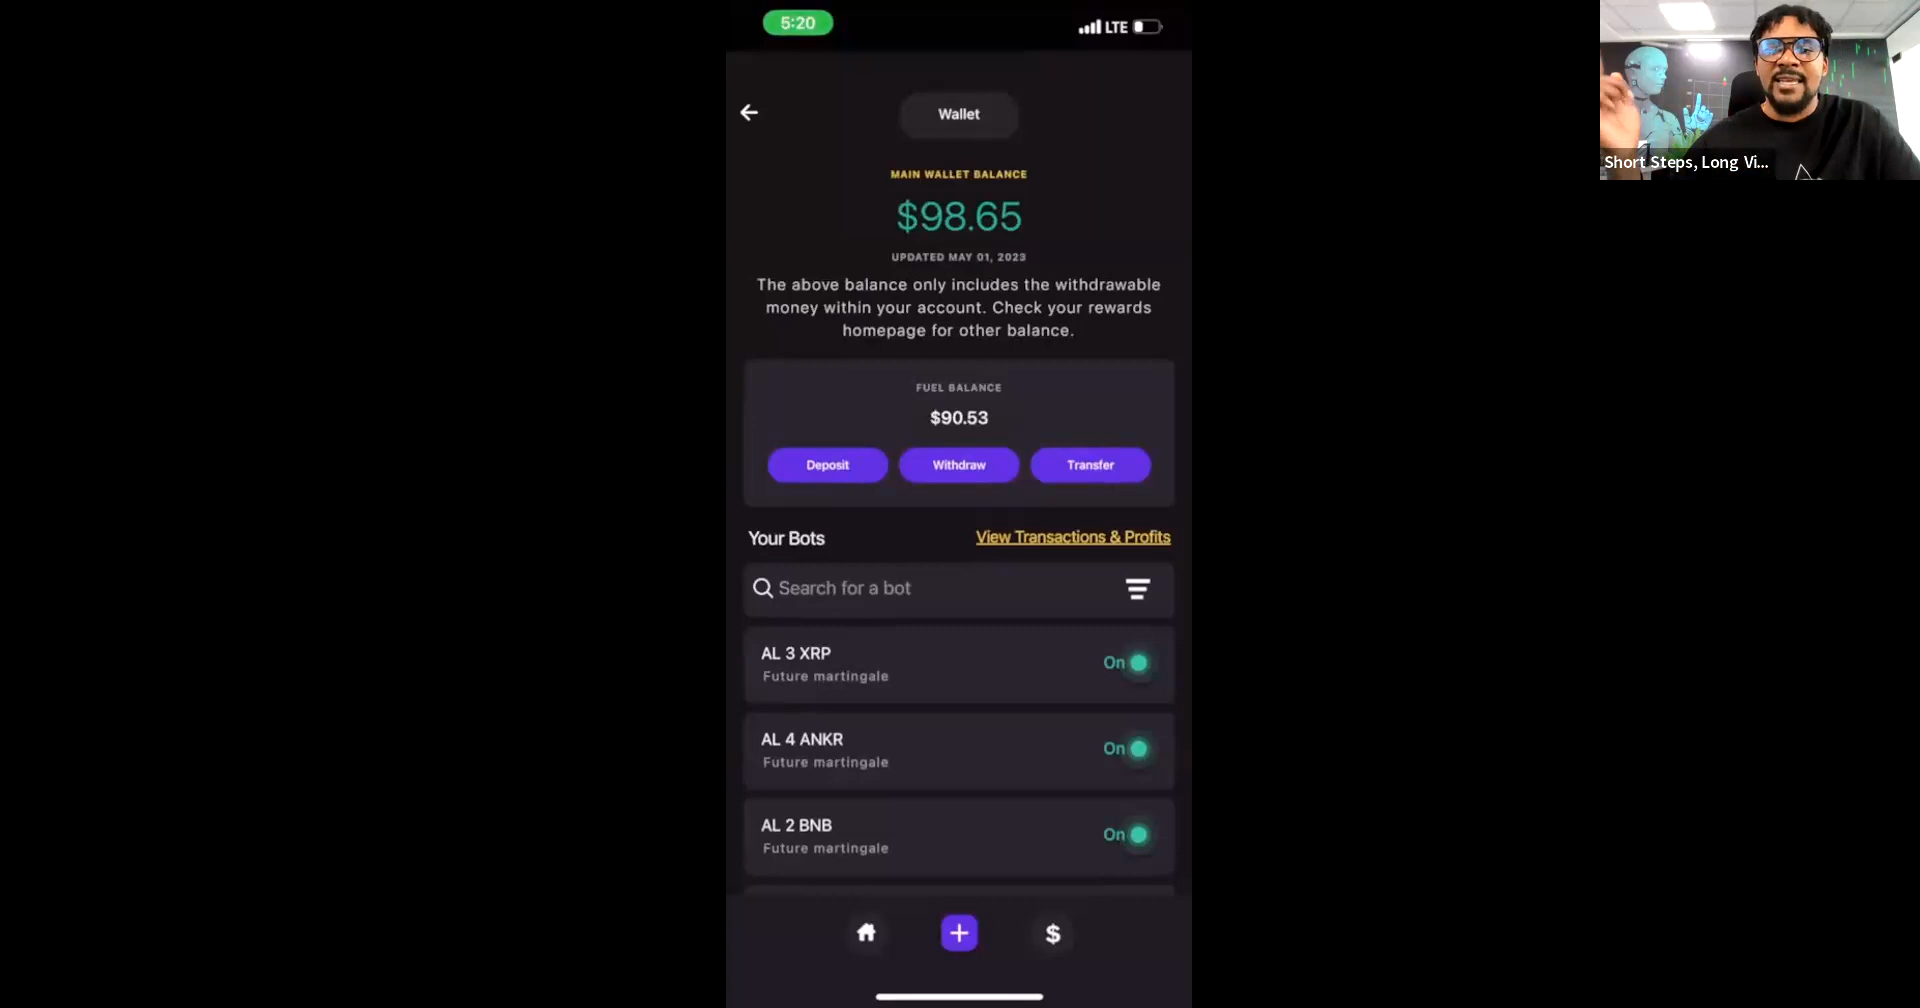 5:20
LTE
Wallet
MAIN WALLET BALANCE
$98.65
UPDATED MAY 01, 2023
The above balance only includes the withdrawable
money within your account. Check your rewards
homepage for other balance.
FUEL BALANCE
$90.53
Deposit
Withdraw
Transfer
Your Bots
View Transactions & Profits
Search for a bot
AL 3 XRP
Future martingale
On
AL 4 ANKR
Future martingale
On
AL 2 BNB
Future martingale
On
$
Short Steps, Long Vi...